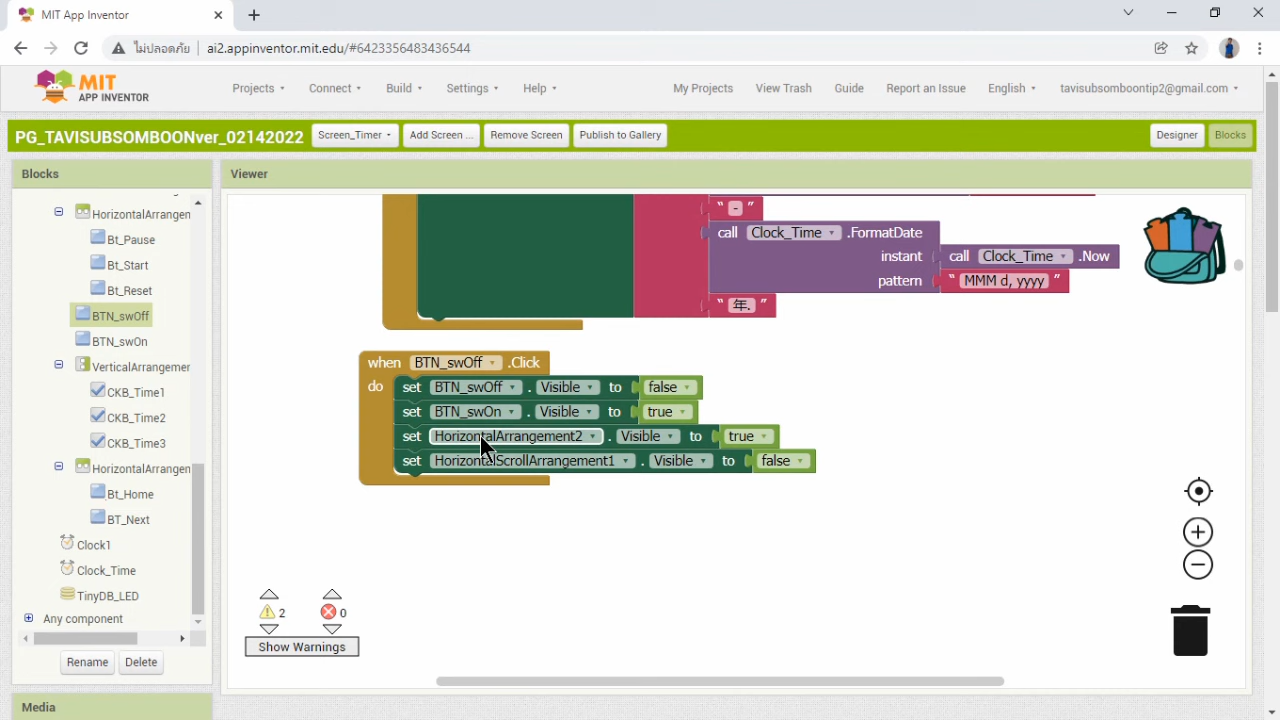 MIT App Inventor
ไม่ปลอดภัย ai2.appinventor.mit.edu/#6423356483436544
MIT APP INVENTOR
Projects Connect Build Settings Help My Projects View Trash Guide Report an Issue English tavisubsomboontip2@gmail.com
PG_TAVISUBSOMBOONver_02142022 Screen_Timer Add Screen ... Remove Screen Publish to Gallery Designer Blocks
Blocks
HorizontalArrangen
Bt_Pause
Bt_Start
Bt_Reset
BTN_swOff
BTN_swOn
VerticalArrangemer
CKB_Time1
CKB_Time2
CKB_Time3
HorizontalArrangen
Bt_Home
BT_Next
Clock1
Clock_Time
TinyDB_LED
Any component
Rename Delete
Media
Viewer
" - "
call Clock_Time .FormatDate
instant call Clock_Time .Now
pattern " MMM d, yyyy "
" 年. "
when BTN_swOff .Click
do set BTN_swOff . Visible to false
set BTN_swOn . Visible to true
set HorizontalArrangement2 . Visible to true
set HorizontalScrollArrangement1 . Visible to false
2 0
Show Warnings